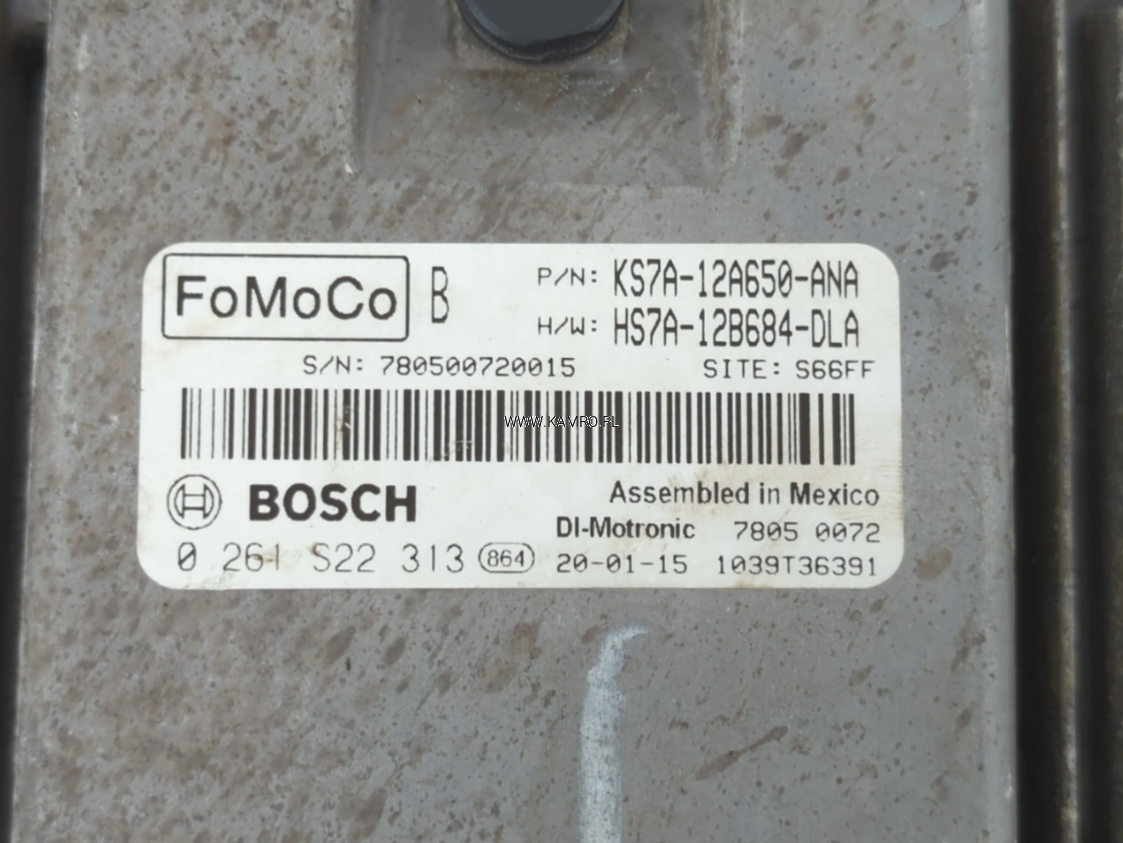 FoMoCo B P/N: KS7A-12A650-ANA
H/W: HS7A-12B684-DLA
S/N: 780500720015 SITE: S66FF
WWW.KAMRO.PL
BOSCH Assembled in Mexico
DI-Motronic 7805 0072
0 261 S22 313 864 20-01-15 1039T36391